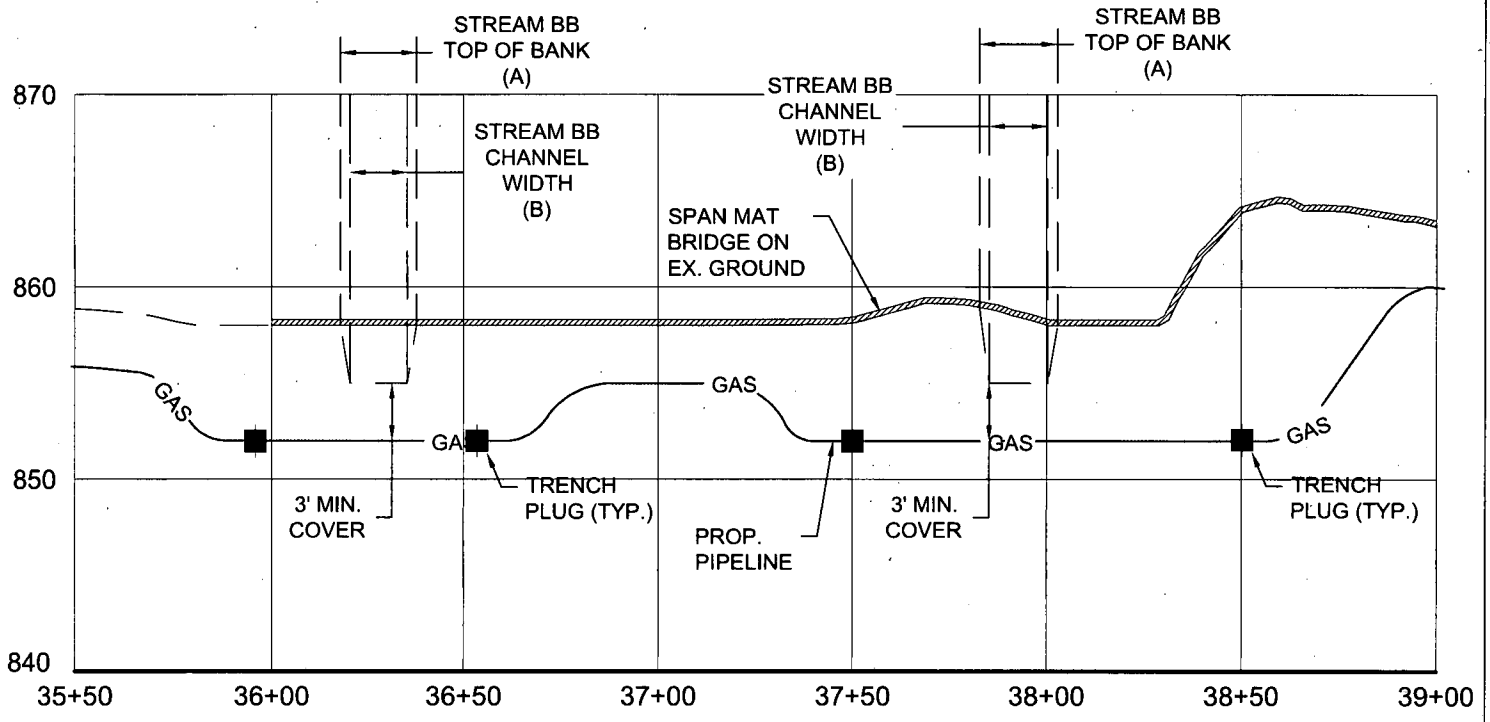 STREAM BB
TOP OF BANK
(A)
STREAM BB
TOP OF BANK
(A)
STREAM BB
CHANNEL
WIDTH
(B)
STREAM BB
CHANNEL
WIDTH
(B)
870
SPAN MAT
BRIDGE ON
EX. GROUND
860
GAS
GAS
GAS
GA
GAS
GAS
850
3' MIN.
COVER
TRENCH
PLUG (TYP.)
PROP.
PIPELINE
3' MIN.
COVER
TRENCH
PLUG (TYP.)
840
35+50 36+00 36+50 37+00 37+50 38+00 38+50 39+00